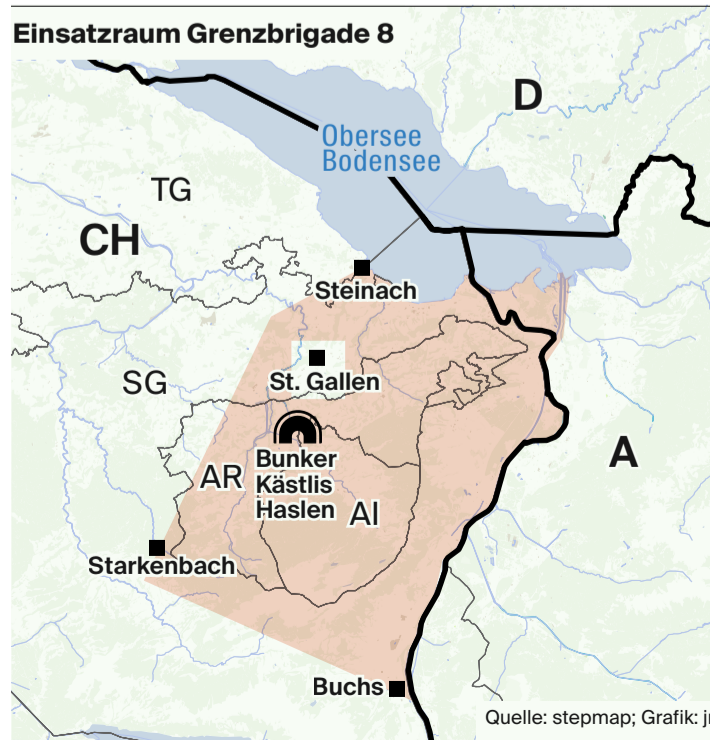 Einsatzraum Grenzbrigade 8
D
Obersee
Bodensee
TG
CH
Steinach
SG
St. Gallen
A
Bunker
Kästlis
Haslen
AR
AI
Starkenbach
Buchs
Quelle: stepmap; Grafik: jr